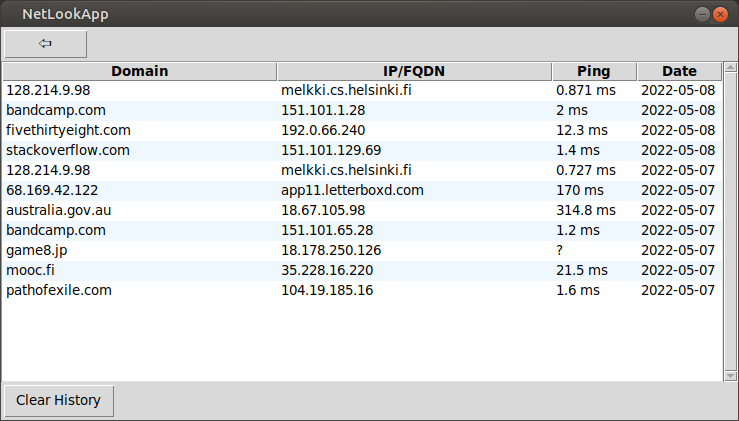 NetLookApp
Domain IP/FQDN Ping Date
128.214.9.98 melkki.cs.helsinki.fi 0.871 ms 2022-05-08
bandcamp.com 151.101.1.28 2 ms 2022-05-08
fivethirtyeight.com 192.0.66.240 12.3 ms 2022-05-08
stackoverflow.com 151.101.129.69 1.4 ms 2022-05-08
128.214.9.98 melkki.cs.helsinki.fi 0.727 ms 2022-05-07
68.169.42.122 app11.letterboxd.com 170 ms 2022-05-07
australia.gov.au 18.67.105.98 314.8 ms 2022-05-07
bandcamp.com 151.101.65.28 1.2 ms 2022-05-07
game8.jp 18.178.250.126 ? 2022-05-07
mooc.fi 35.228.16.220 21.5 ms 2022-05-07
pathofexile.com 104.19.185.16 1.6 ms 2022-05-07
Clear History